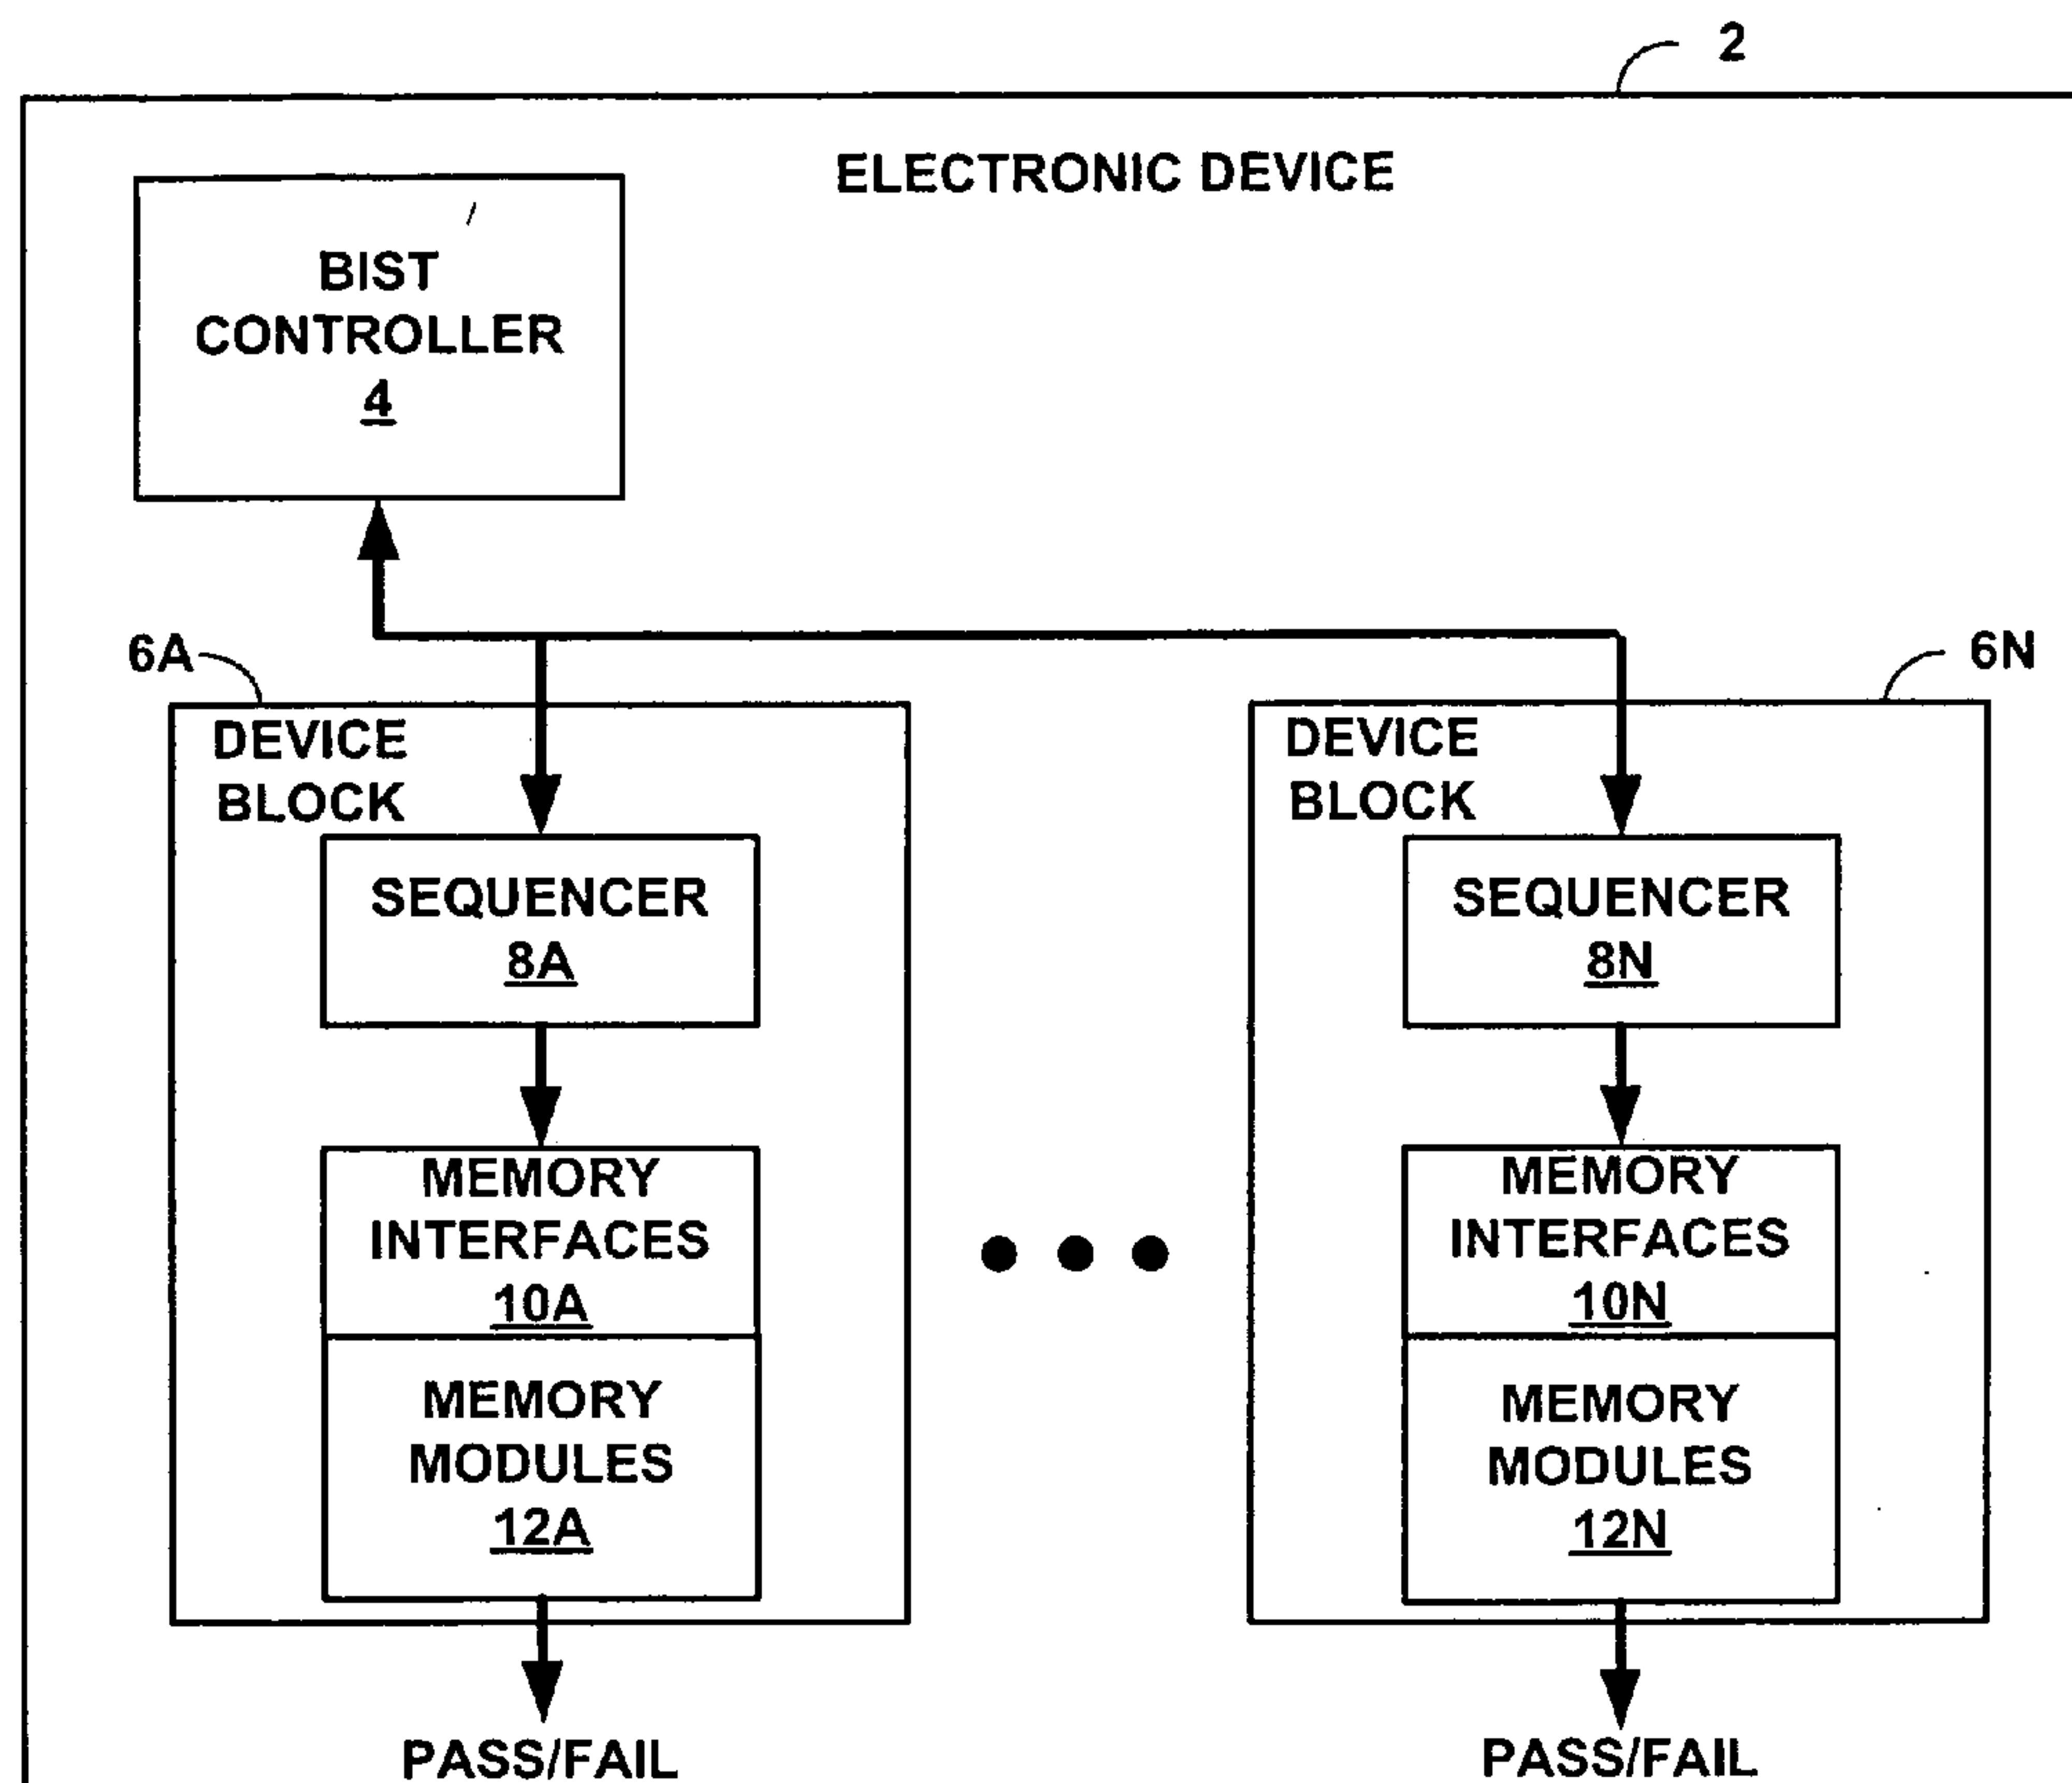 2
ELECTRONIC DEVICE
BIST
CONTROLLER
4
6A
6N
DEVICE
BLOCK
SEQUENCER
8A
MEMORY
INTERFACES
10A
MEMORY
MODULES
12A
PASS/FAIL
DEVICE
BLOCK
SEQUENCER
8N
MEMORY
INTERFACES
10N
MEMORY
MODULES
12N
PASS/FAIL